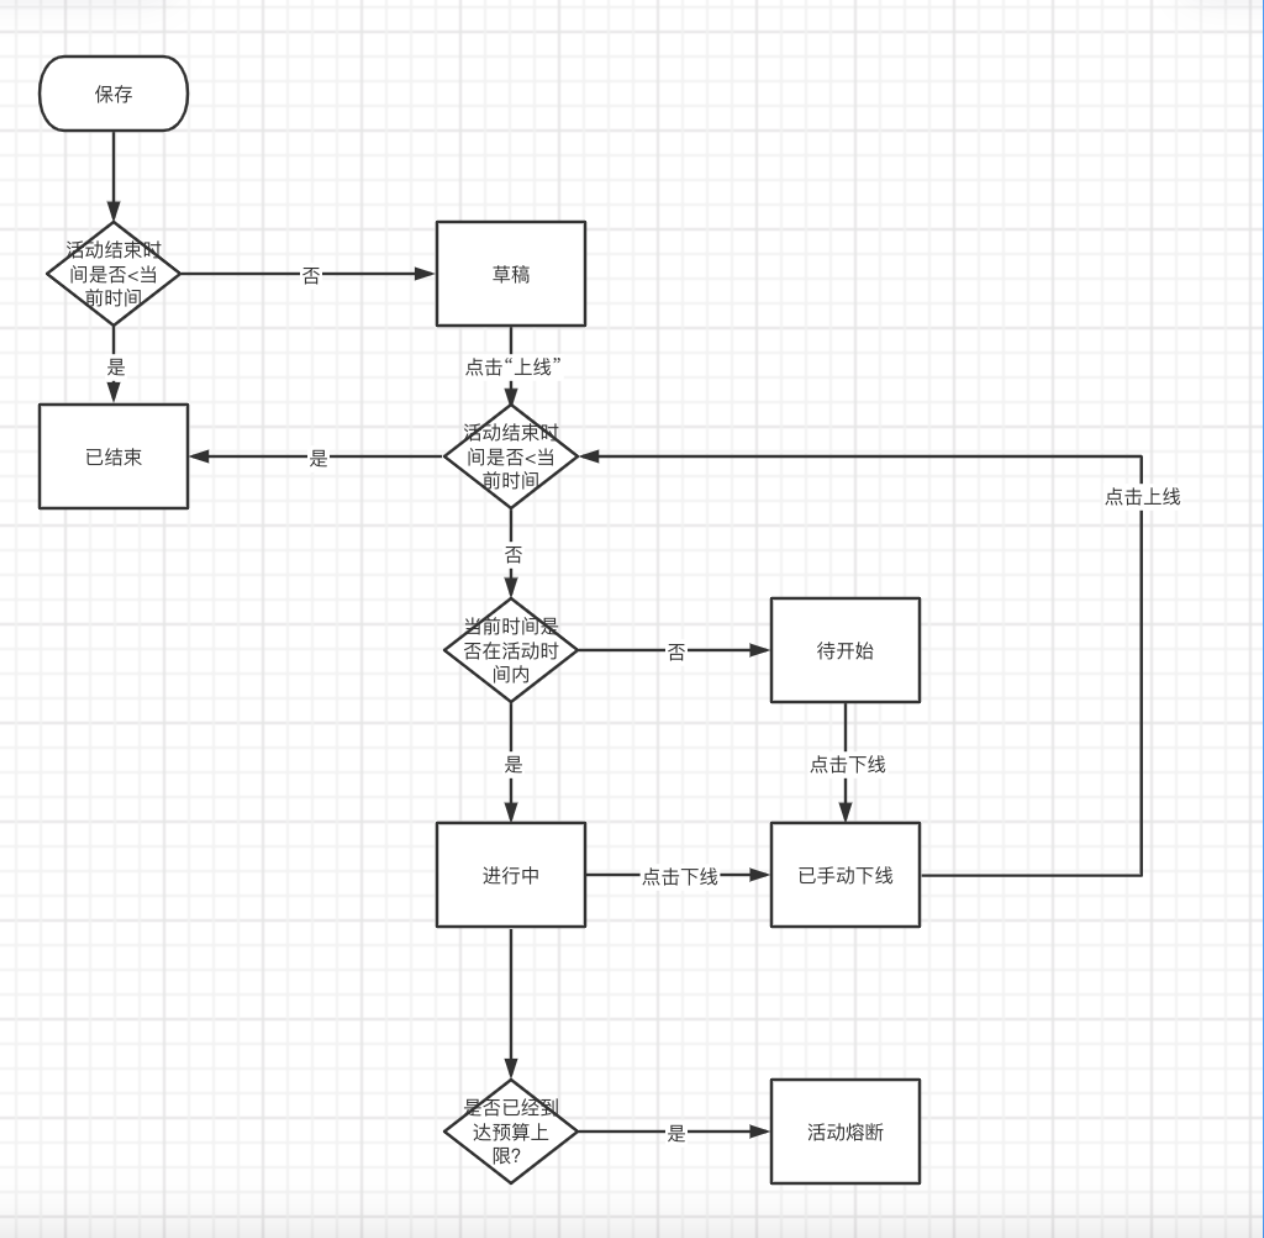 保存
活动结束时
间是否<当
前时间
否
草稿
是
点击“上线”
已结束
是
活动结束时
间是否<当
前时间
点击上线
否
当前时间是
否在活动时
间内
否
待开始
是
点击下线
进行中
点击下线
已手动下线
是否已经到
达预算上
限?
是
活动熔断